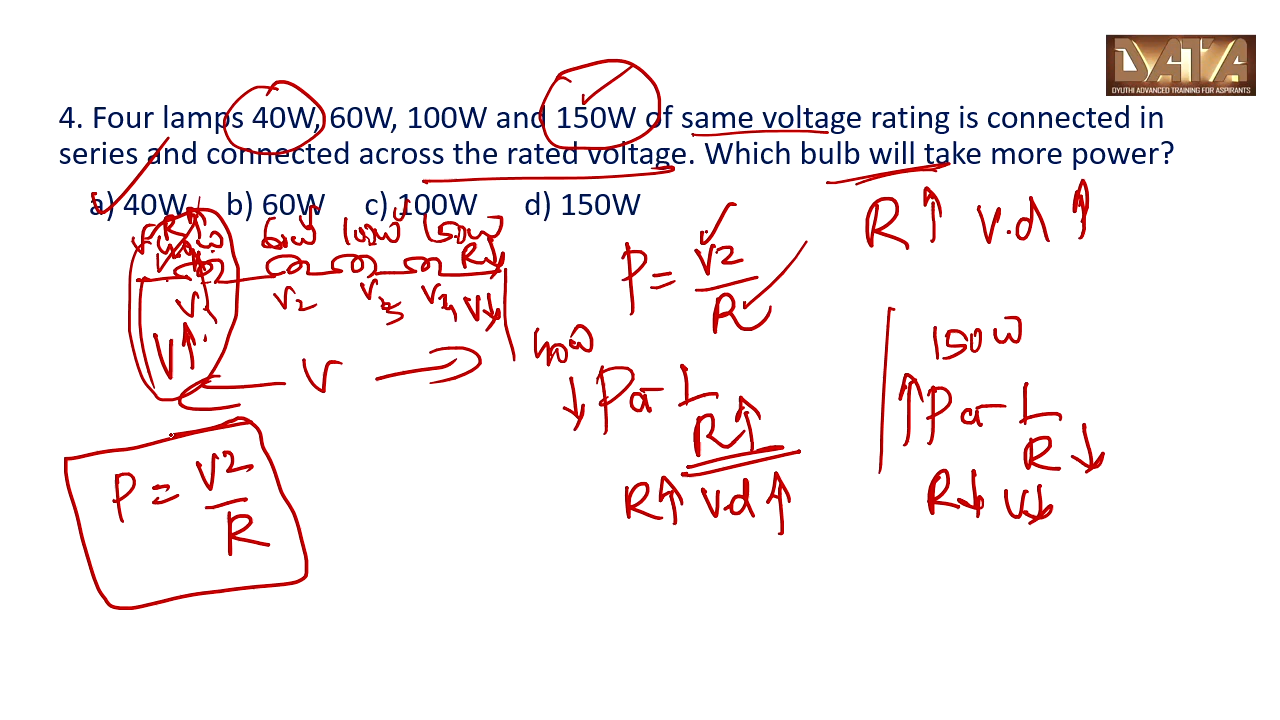 DATA
DYUTHI ADVANCED TRAINING FOR ASPIRANTS
4. Four lamps 40W, 60W, 100W and 150W of same voltage rating is connected in
series and connected across the rated voltage. Which bulb will take more power?
a) 40W b) 60W c) 100W d) 150W
R↑ V.d↑
60W 100W 150W
R↑ R↓
V1 V2 V3 V4 V↓
V↑
V
P = V2/R
40W
↓P α 1/R↑
R↑ V.d↑
150W
↑P α 1/R↓
R↓ V↓
P = V2/R